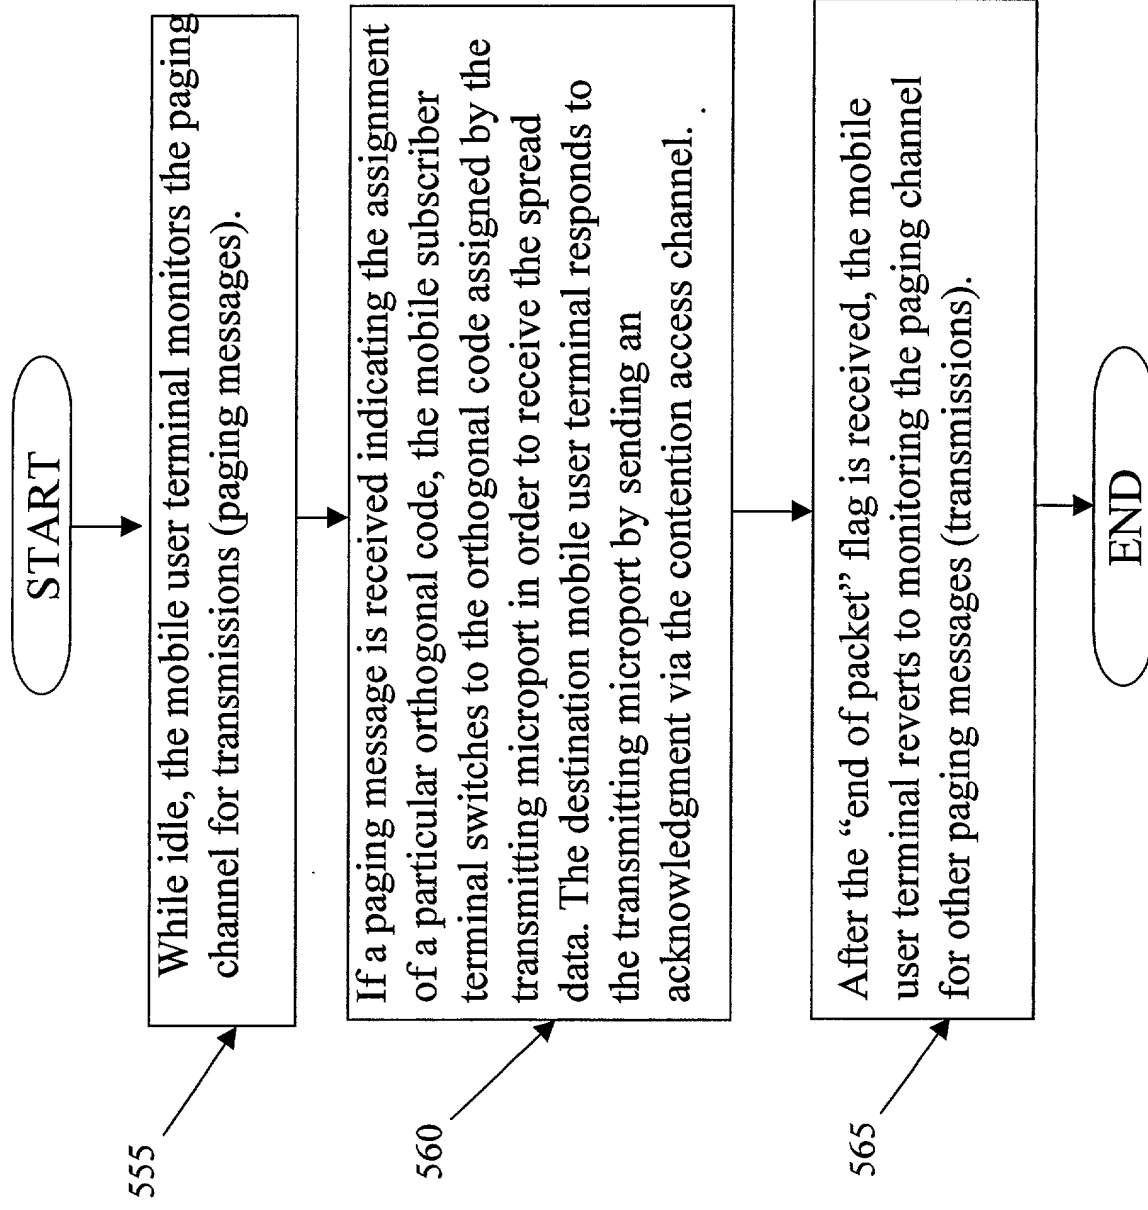 START
555
While idle, the mobile user terminal monitors the paging
channel for transmissions (paging messages).
560
If a paging message is received indicating the assignment
of a particular orthogonal code, the mobile subscriber
terminal switches to the orthogonal code assigned by the
transmitting microport in order to receive the spread
data. The destination mobile user terminal responds to
the transmitting microport by sending an
acknowledgment via the contention access channel.
565
After the “end of packet” flag is received, the mobile
user terminal reverts to monitoring the paging channel
for other paging messages (transmissions).
END